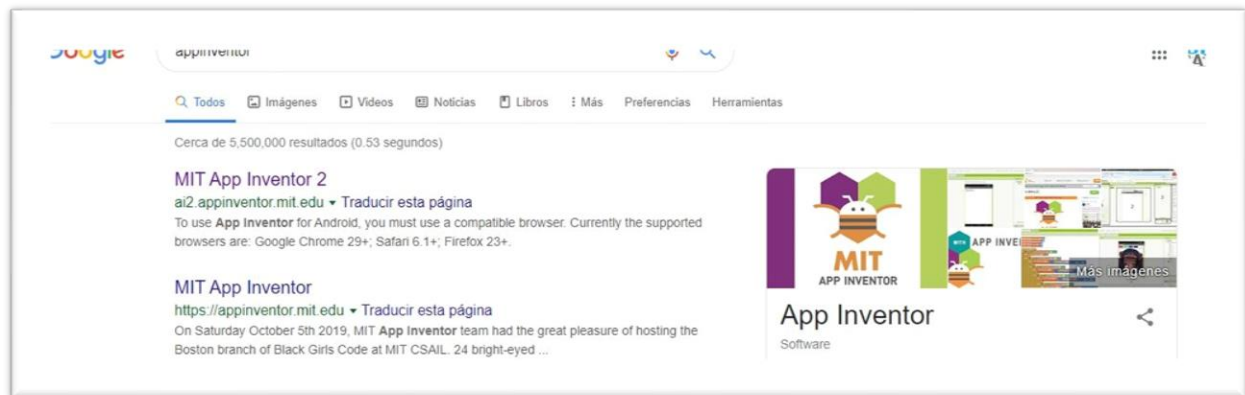 Google
appinventor
Todos Imágenes Videos Noticias Libros Más Preferencias Herramientas
Cerca de 5,500,000 resultados (0.53 segundos)
MIT App Inventor 2
ai2.appinventor.mit.edu Traducir esta página
To use App Inventor for Android, you must use a compatible browser. Currently the supported
browsers are: Google Chrome 29+; Safari 6.1+; Firefox 23+.
MIT App Inventor
https://appinventor.mit.edu Traducir esta página
On Saturday October 5th 2019, MIT App Inventor team had the great pleasure of hosting the
Boston branch of Black Girls Code at MIT CSAIL. 24 bright-eyed ...
MIT
APP INVENTOR
MIT APP INVE
Más imágenes
App Inventor
Software